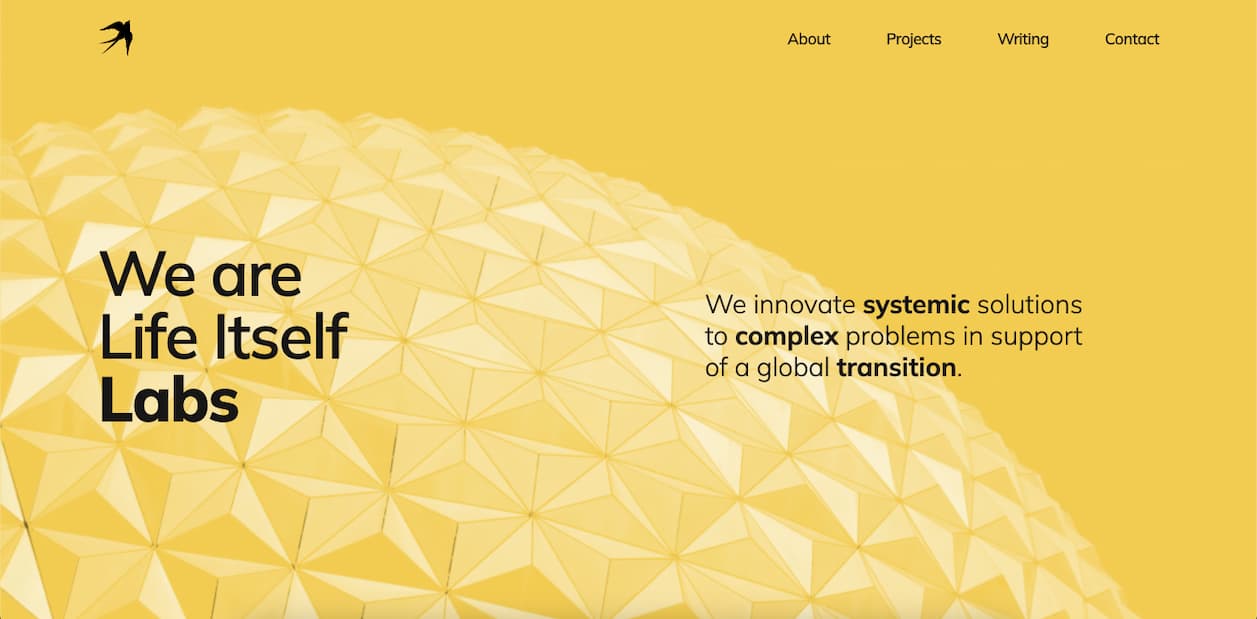 About
Projects
Writing
Contact
We are
Life Itself
Labs
We innovate systemic solutions
to complex problems in support
of a global transition.